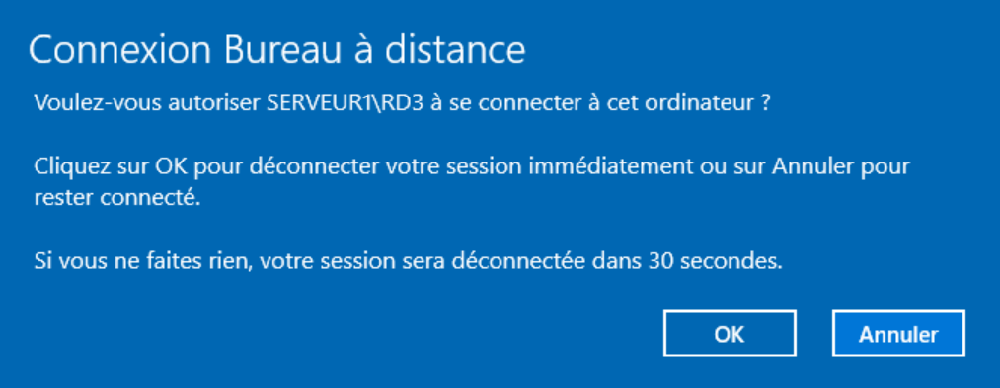 Connexion Bureau à distance
Voulez-vous autoriser SERVEUR1\RD3 à se connecter à cet ordinateur ?
Cliquez sur OK pour déconnecter votre session immédiatement ou sur Annuler pour
rester connecté.
Si vous ne faites rien, votre session sera déconnectée dans 30 secondes.
OK
Annuler